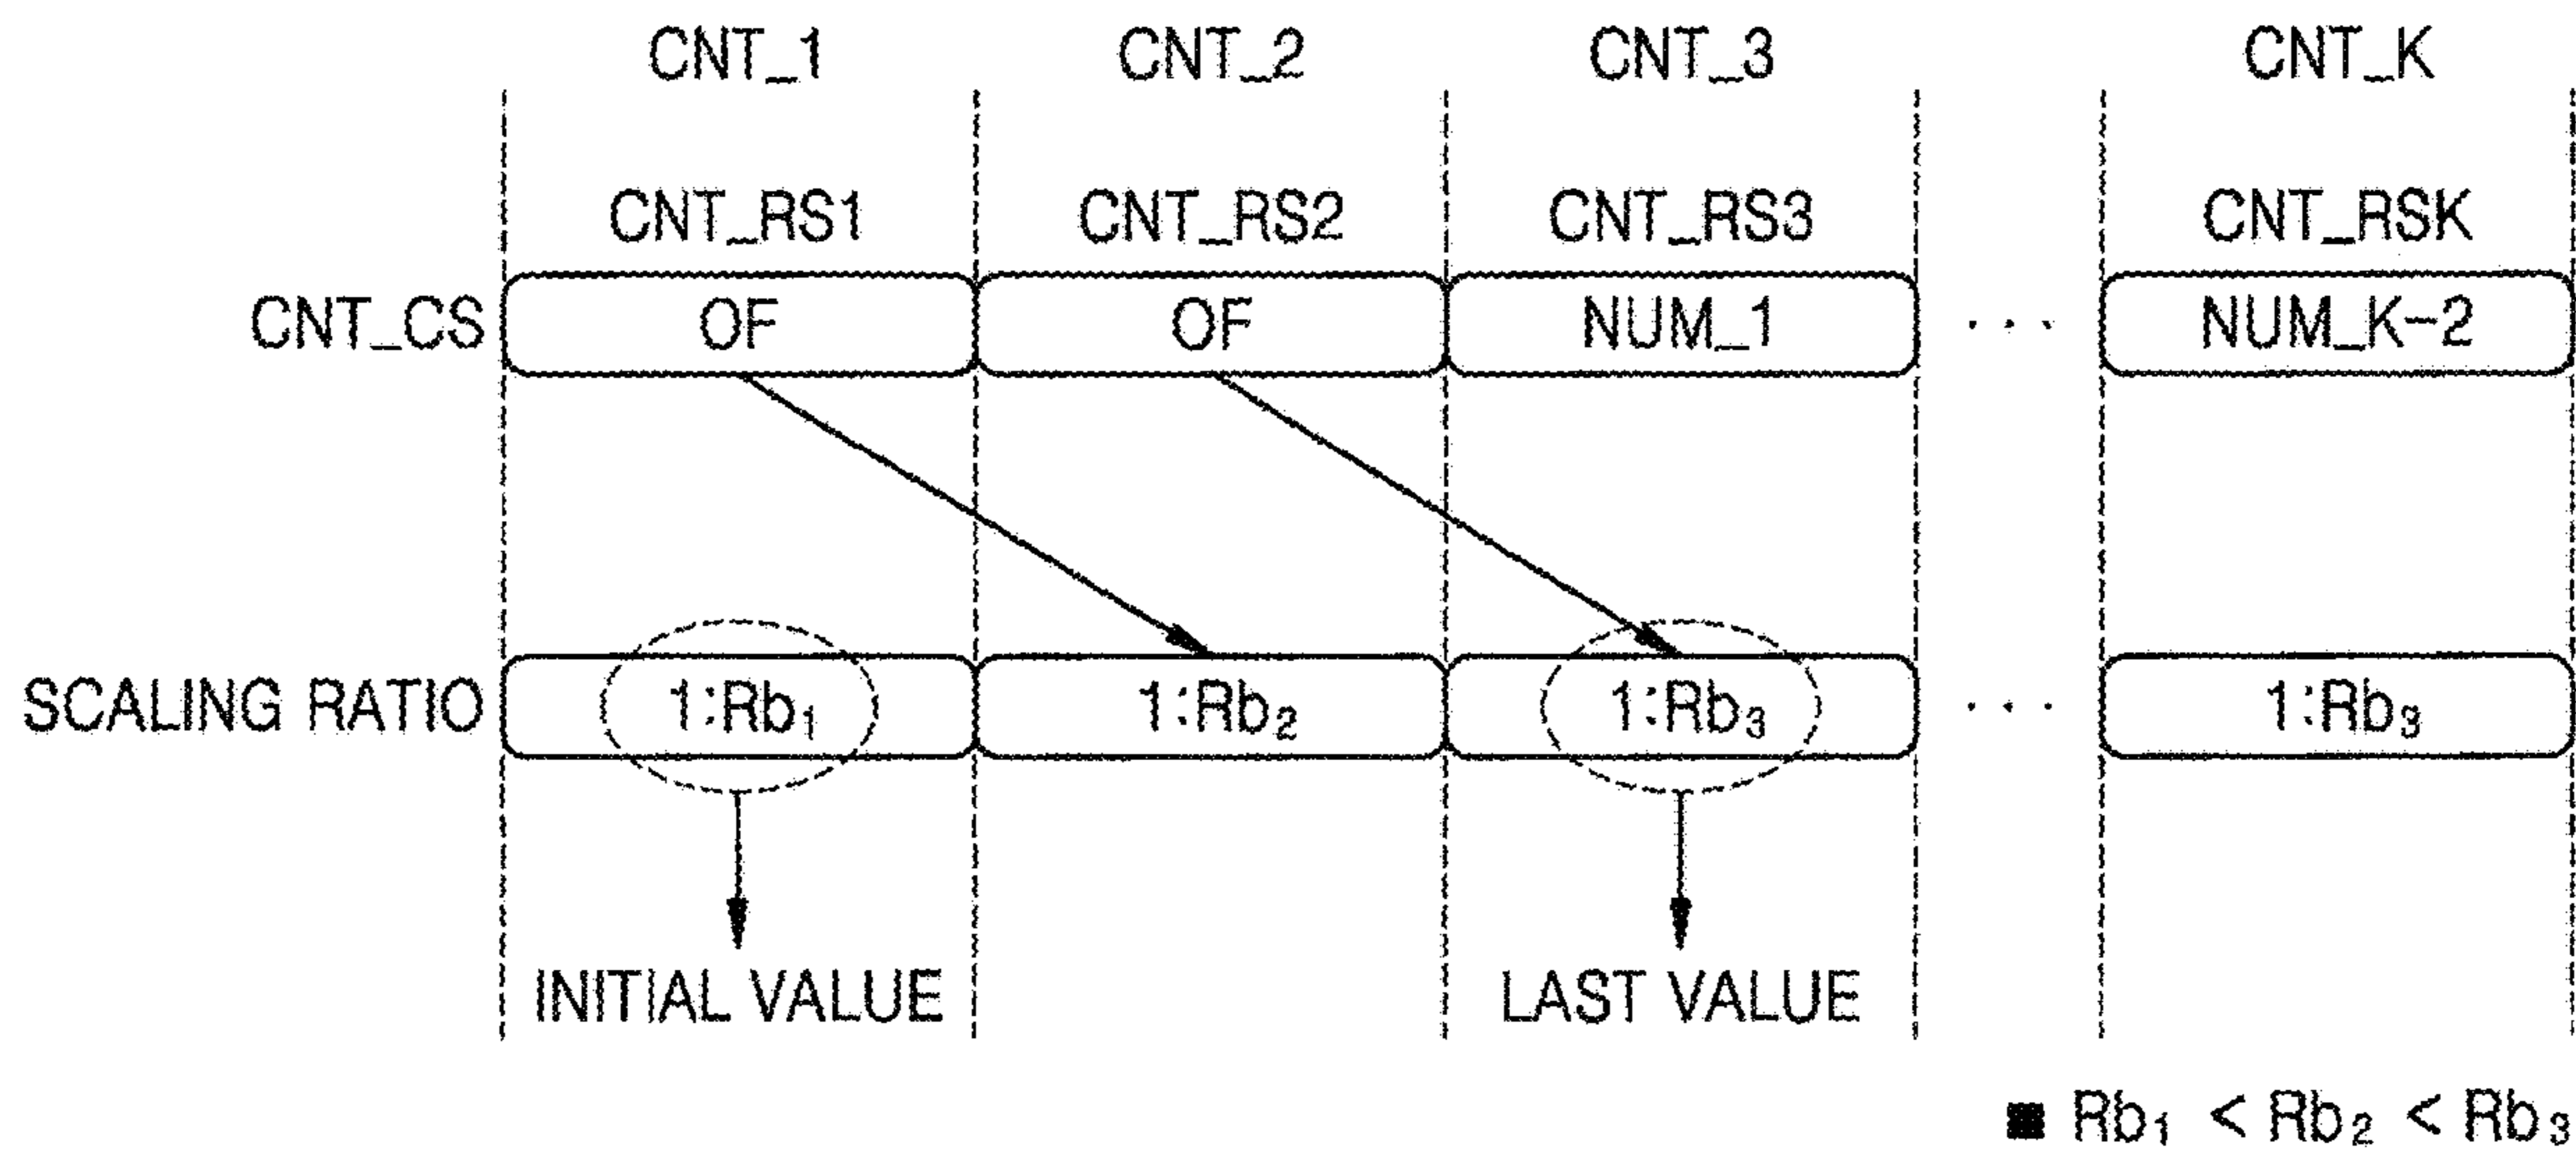 CNT_1 CNT_2 CNT_3 CNT_K
CNT_RS1 CNT_RS2 CNT_RS3 CNT_RSK
CNT_CS OF OF NUM_1 · · · NUM_K-2
SCALING RATIO 1:Rb₁ 1:Rb₂ 1:Rb₃ · · · 1:Rb₃
INITIAL VALUE LAST VALUE
■ Rb₁ < Rb₂ < Rb₃